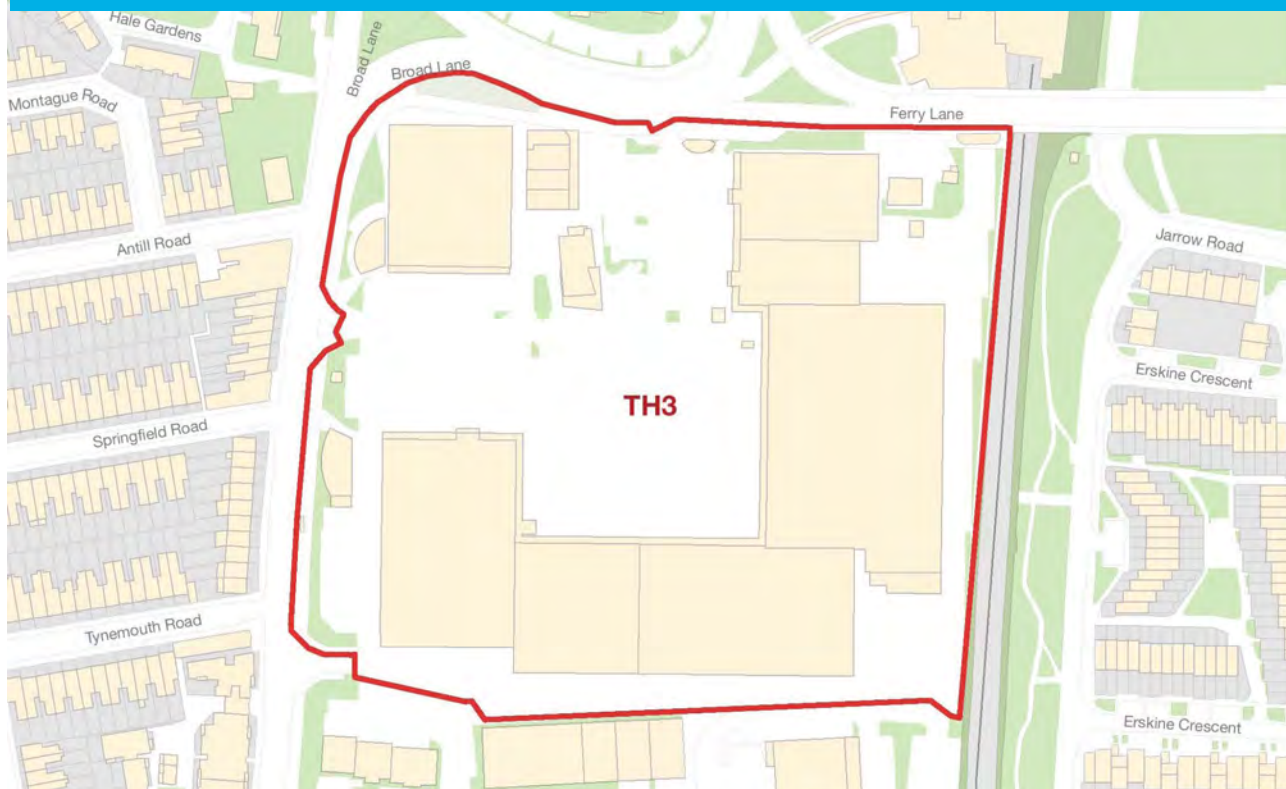 Hale Gardens
Broad Lane
Broad Lane
Montague Road
Ferry Lane
Antill Road
Jarrow Road
Erskine Crescent
TH3
Springfield Road
Tynemouth Road
Erskine Crescent